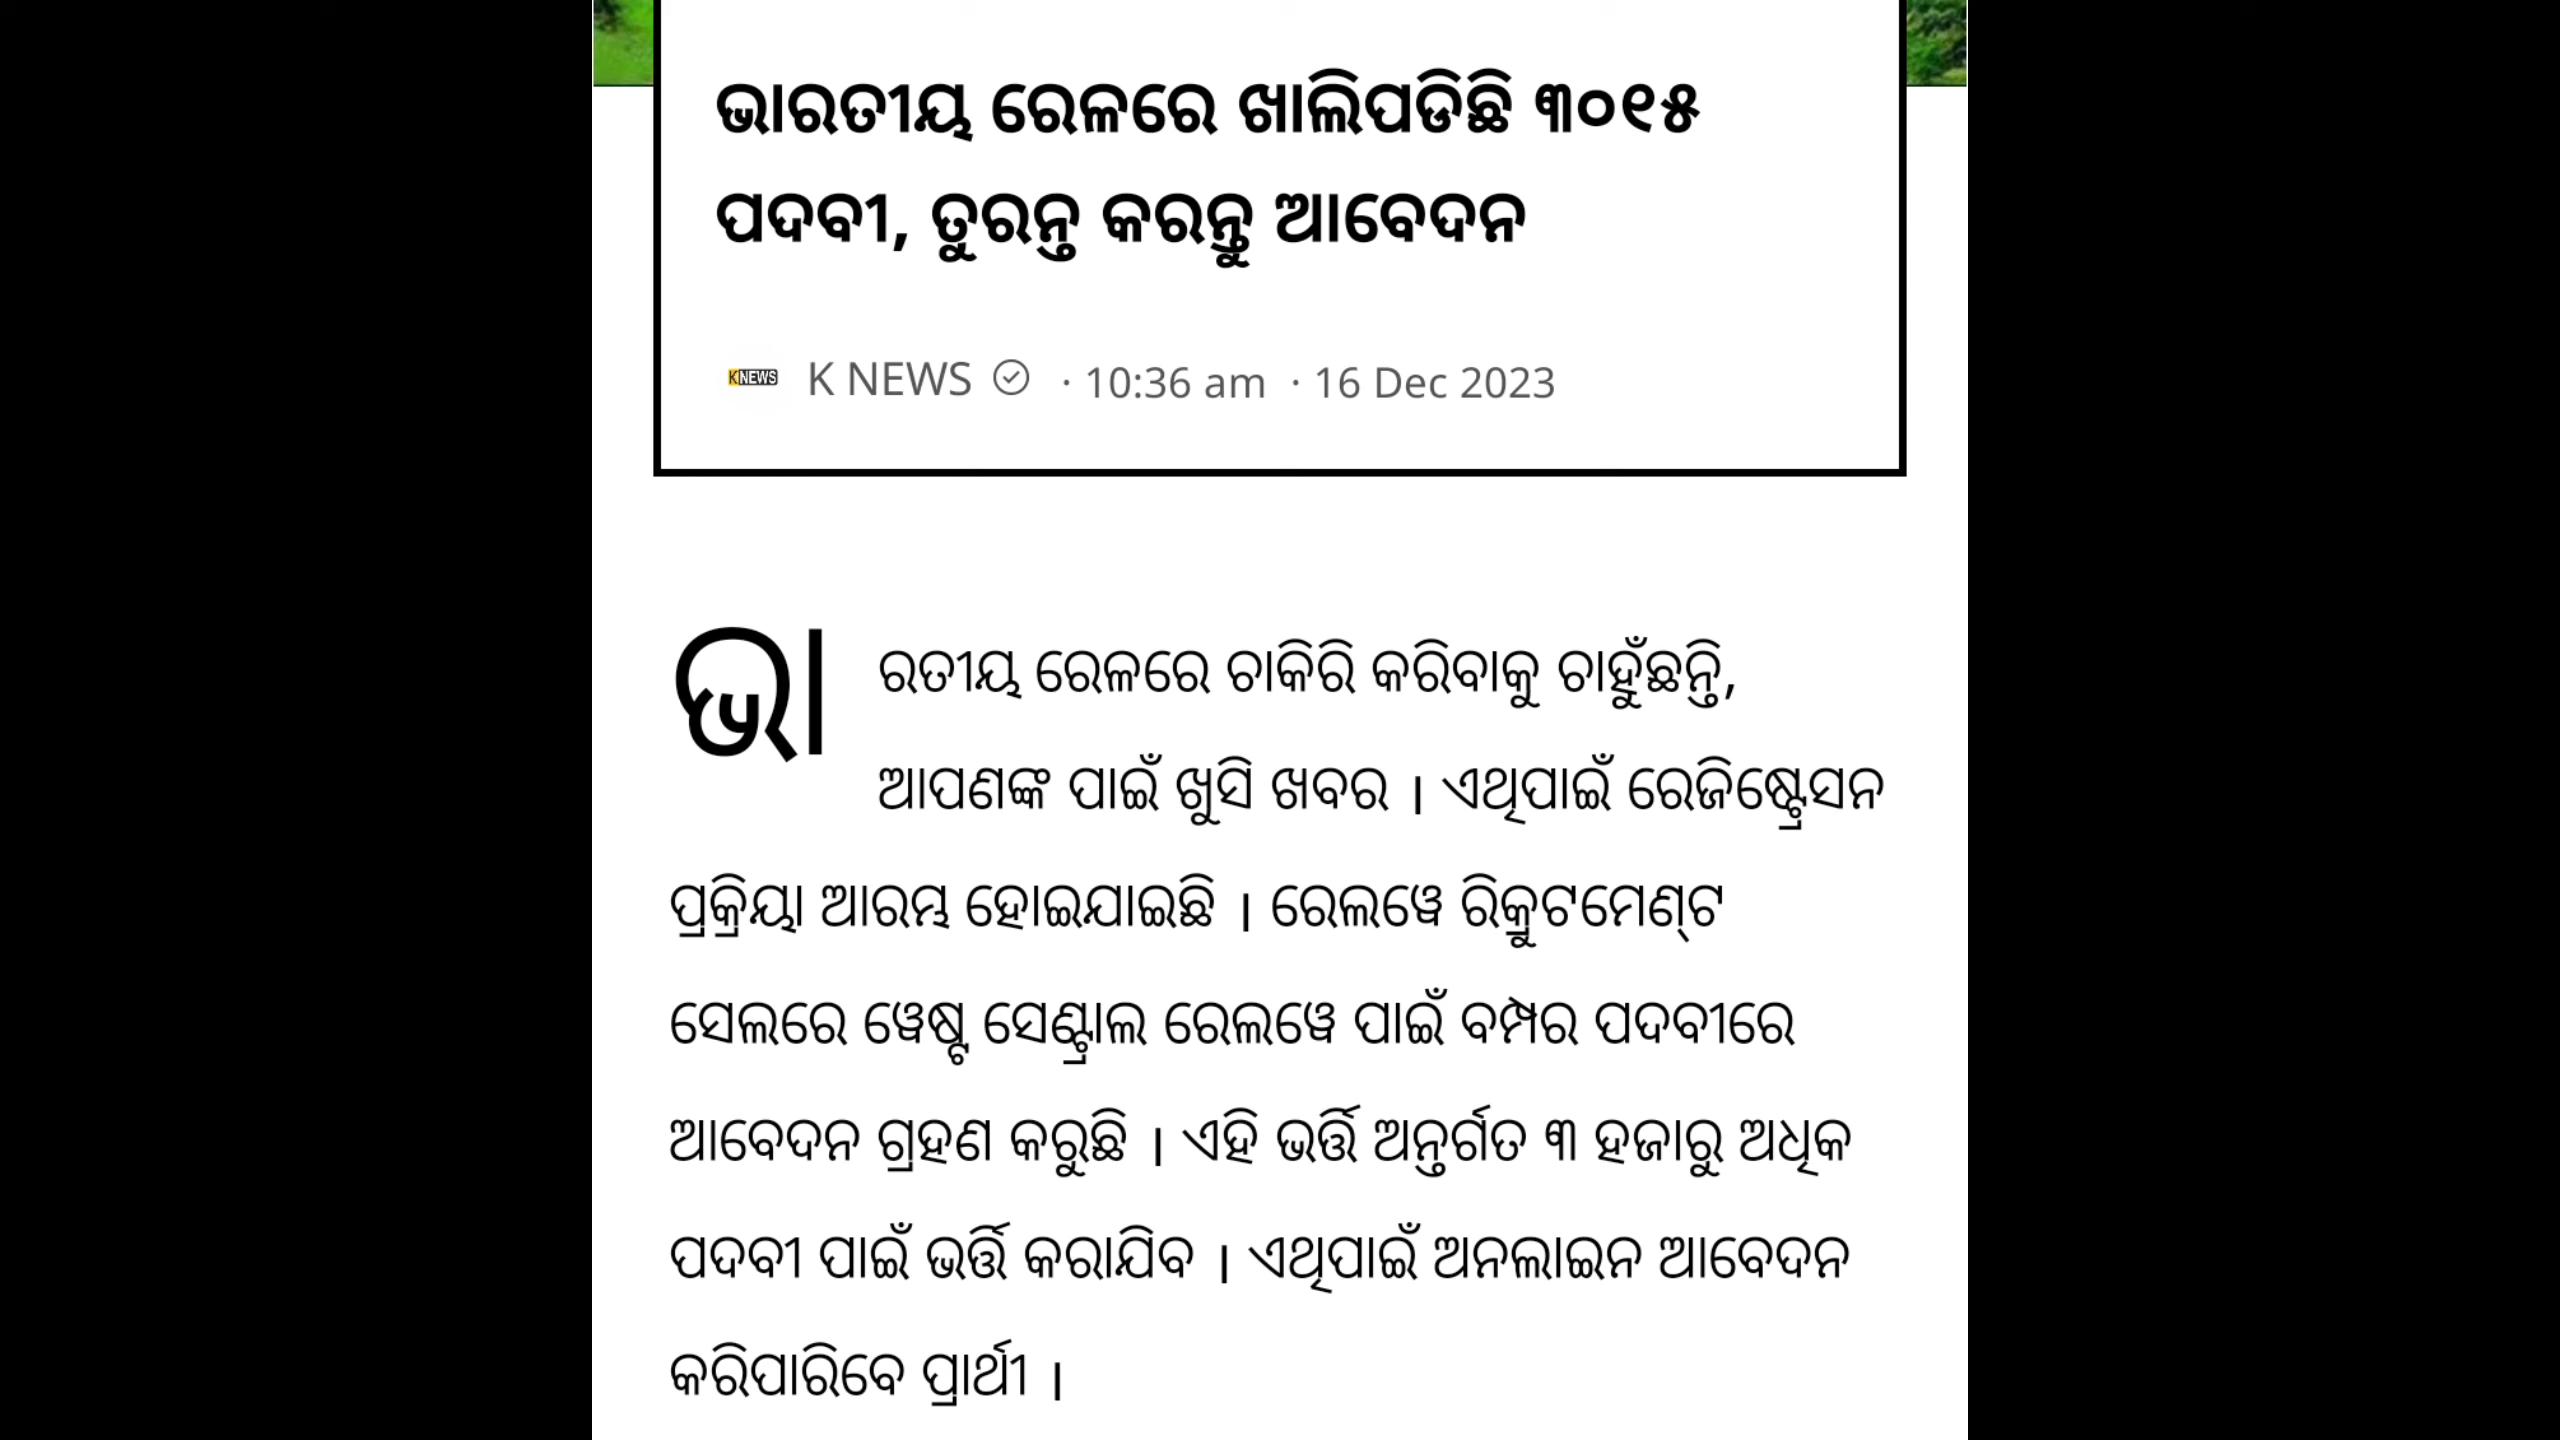 ଭାରତୀୟ ରେଳରେ ଖାଲିପଡିଛି ୩୦୧୫
ପଦବୀ, ତୁରନ୍ତ କରନ୍ତୁ ଆବେଦନ
K NEWS K NEWS · 10:36 am · 16 Dec 2023
ଭାରତୀୟ ରେଳରେ ଚାକିରି କରିବାକୁ ଚାହୁଁଛନ୍ତି,
ଆପଣଙ୍କ ପାଇଁ ଖୁସି ଖବର । ଏଥିପାଇଁ ରେଜିଷ୍ଟ୍ରେସନ
ପ୍ରକ୍ରିୟା ଆରମ୍ଭ ହୋଇଯାଇଛି । ରେଲୱେ ରିକ୍ରୁଟମେଣ୍ଟ
ସେଲରେ ୱେଷ୍ଟ ସେଣ୍ଟ୍ରାଲ ରେଲୱେ ପାଇଁ ବମ୍ପର ପଦବୀରେ
ଆବେଦନ ଗ୍ରହଣ କରୁଛି । ଏହି ଭର୍ତ୍ତି ଅନ୍ତର୍ଗତ ୩ ହଜାରୁ ଅଧିକ
ପଦବୀ ପାଇଁ ଭର୍ତ୍ତି କରାଯିବ । ଏଥିପାଇଁ ଅନଲାଇନ ଆବେଦନ
କରିପାରିବେ ପ୍ରାର୍ଥୀ ।